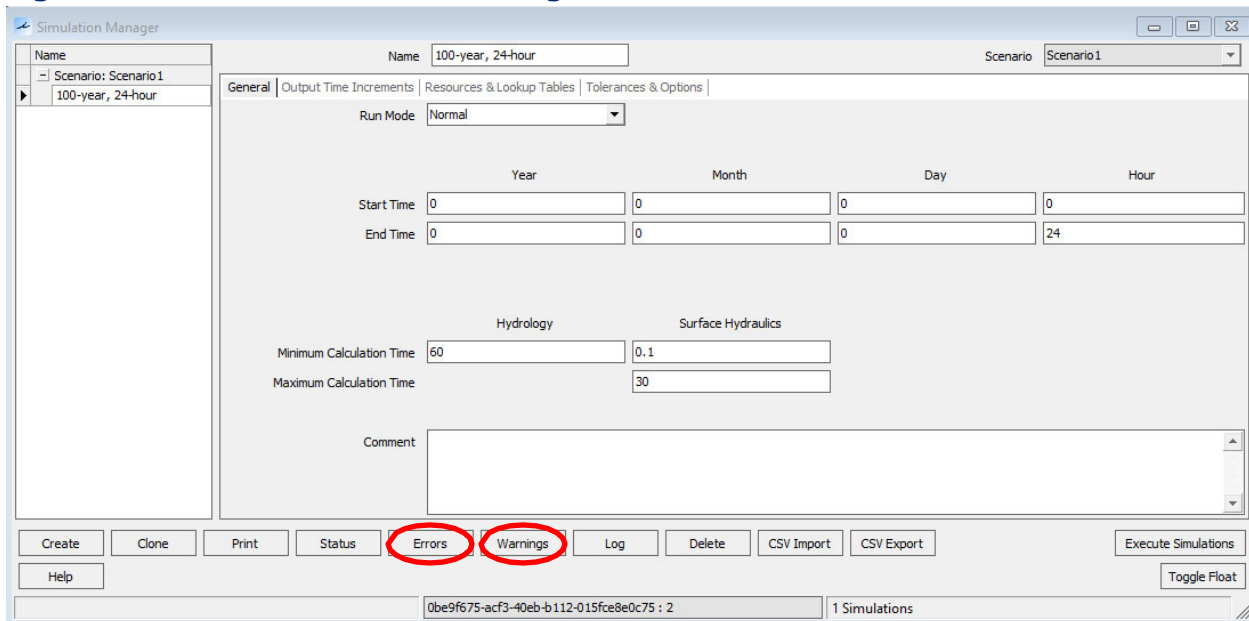 Simulation Manager
Name
Scenario: Scenario1
100-year, 24-hour
Name 100-year, 24-hour Scenario Scenario1
General Output Time Increments Resources & Lookup Tables Tolerances & Options
Run Mode Normal
Year Month Day Hour
Start Time 0 0 0 0
End Time 0 0 0 24
Hydrology Surface Hydraulics
Minimum Calculation Time 60 0.1
Maximum Calculation Time 30
Comment
Create Clone Print Status Errors Warnings Log Delete CSV Import CSV Export Execute Simulations
Help Toggle Float
0be9f675-acf3-40eb-b112-015fce8e0c75 : 2 1 Simulations